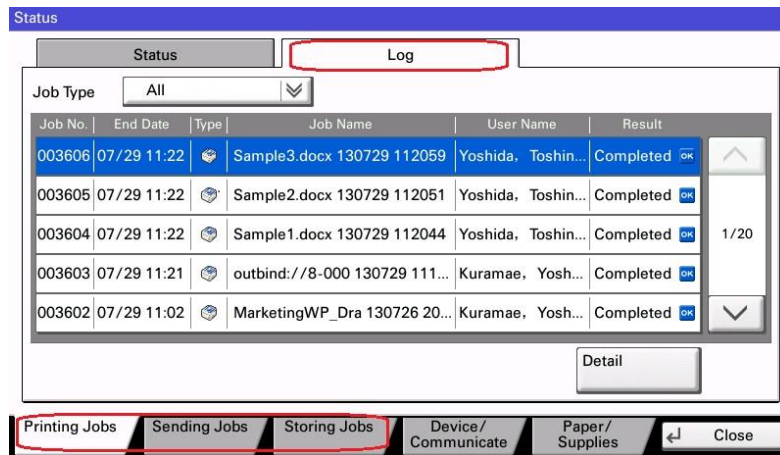 Status
Status Log
Job Type All
Job No. End Date Type Job Name User Name Result
003606 07/29 11:22 Sample3.docx 130729 112059 Yoshida, Toshin... Completed OK
003605 07/29 11:22 Sample2.docx 130729 112051 Yoshida, Toshin... Completed OK
003604 07/29 11:22 Sample1.docx 130729 112044 Yoshida, Toshin... Completed OK
1/20
003603 07/29 11:21 outbind://8-000 130729 111... Kuramae, Yosh... Completed OK
003602 07/29 11:02 MarketingWP_Dra 130726 20... Kuramae, Yosh... Completed OK
Detail
Printing Jobs Sending Jobs Storing Jobs Device/
Communicate Paper/
Supplies Close